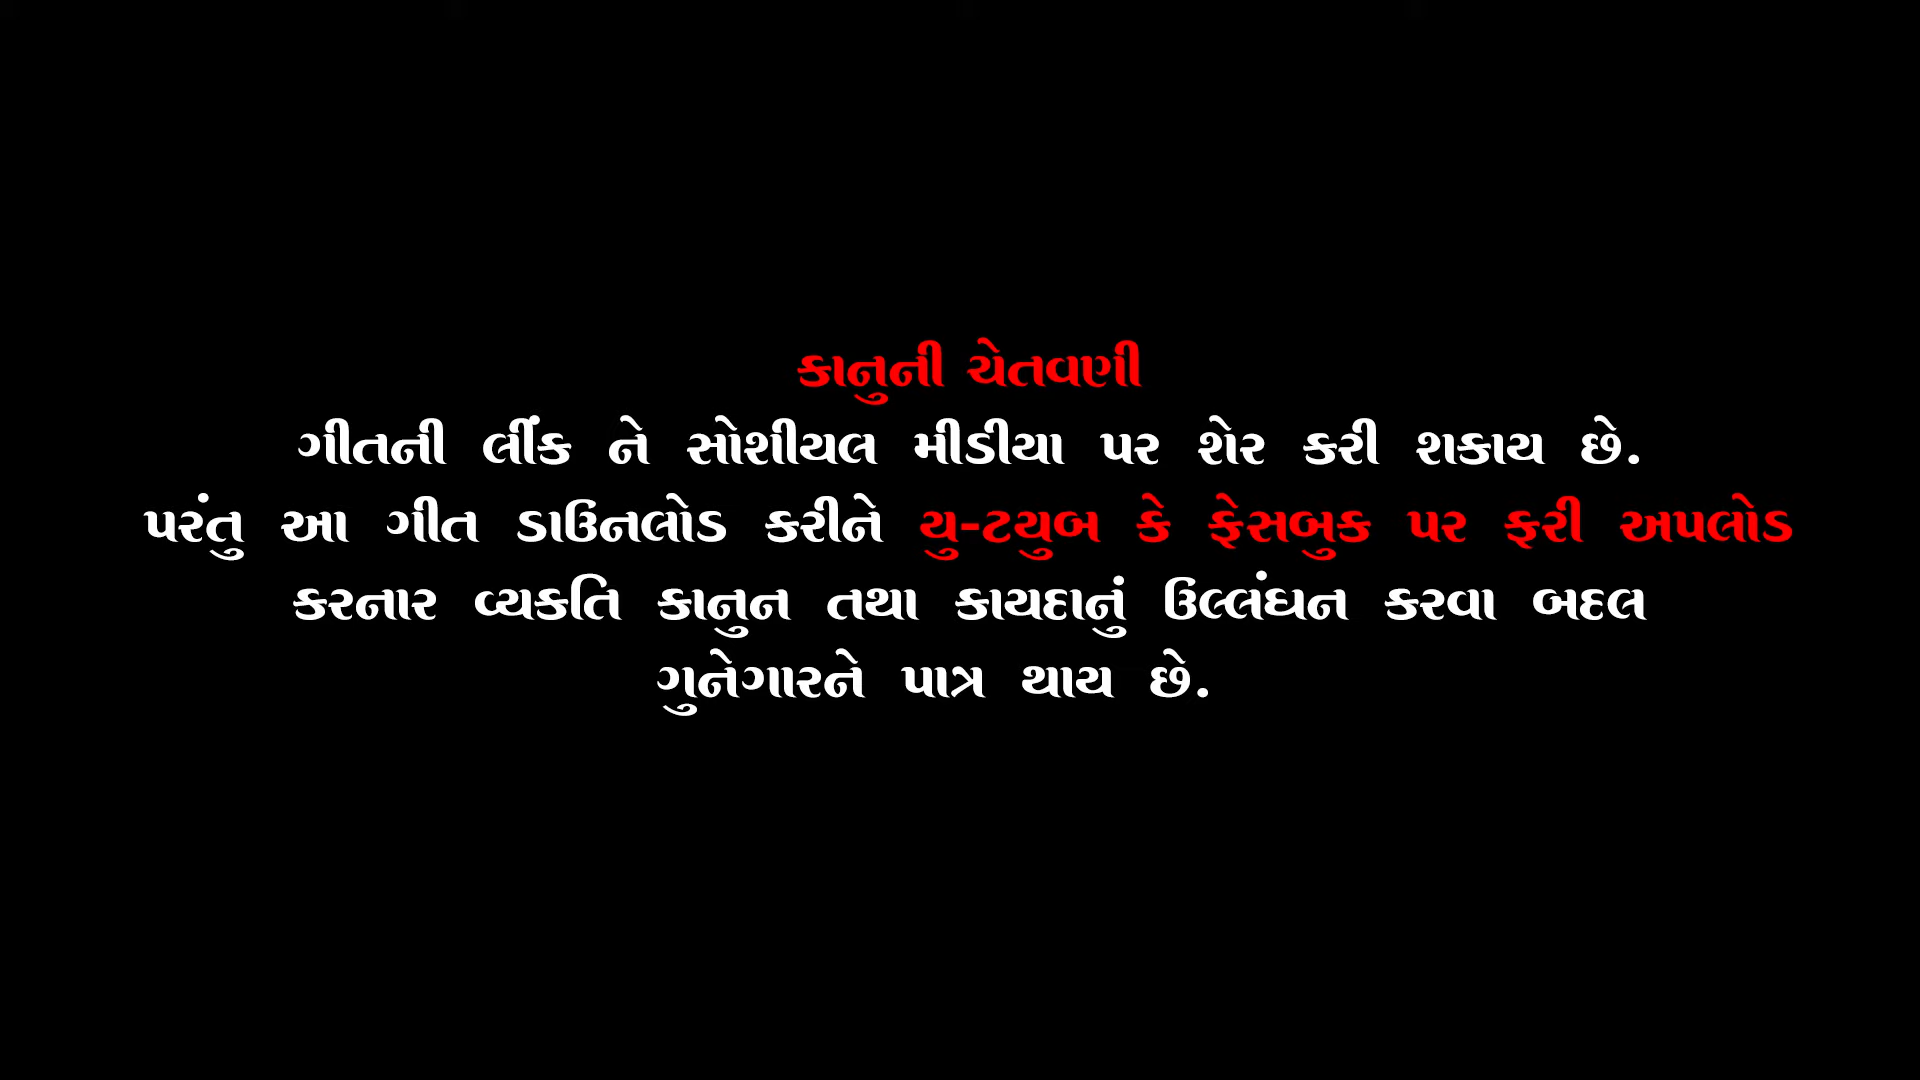 કાનુની ચેતવણી
ગીતની લીંક ને સોશીયલ મીડીયા પર શેર કરી શકાય છે.
પરંતુ આ ગીત ડાઉનલોડ કરીને યુ-ટયુબ કે ફેસબુક પર ફરી અપલોડ
કરનાર વ્યકતિ કાનુન તથા કાયદાનું ઉલ્લંઘન કરવા બદલ
ગુનેગારને પાત્ર થાય છે.